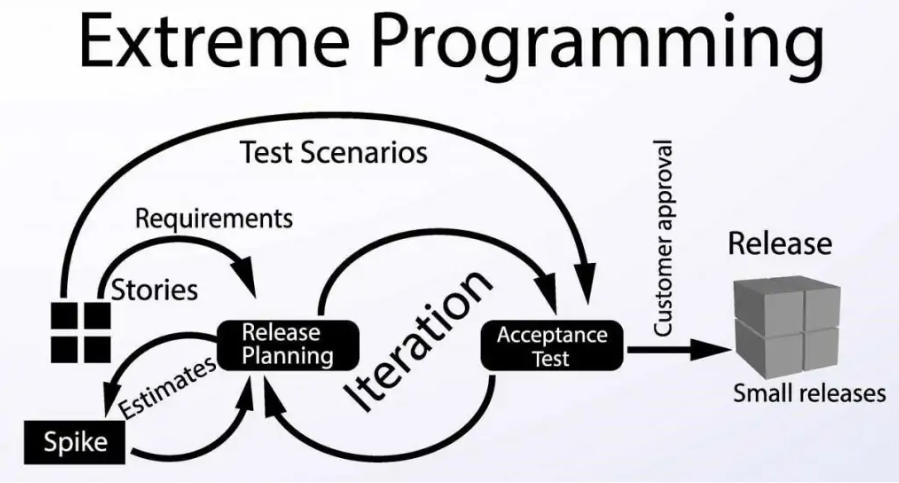 Extreme Programming
Test Scenarios
Requirements
Stories
Customer approval
Release
Release
Planning
Iteration
Acceptance
Test
Estimates
Small releases
Spike